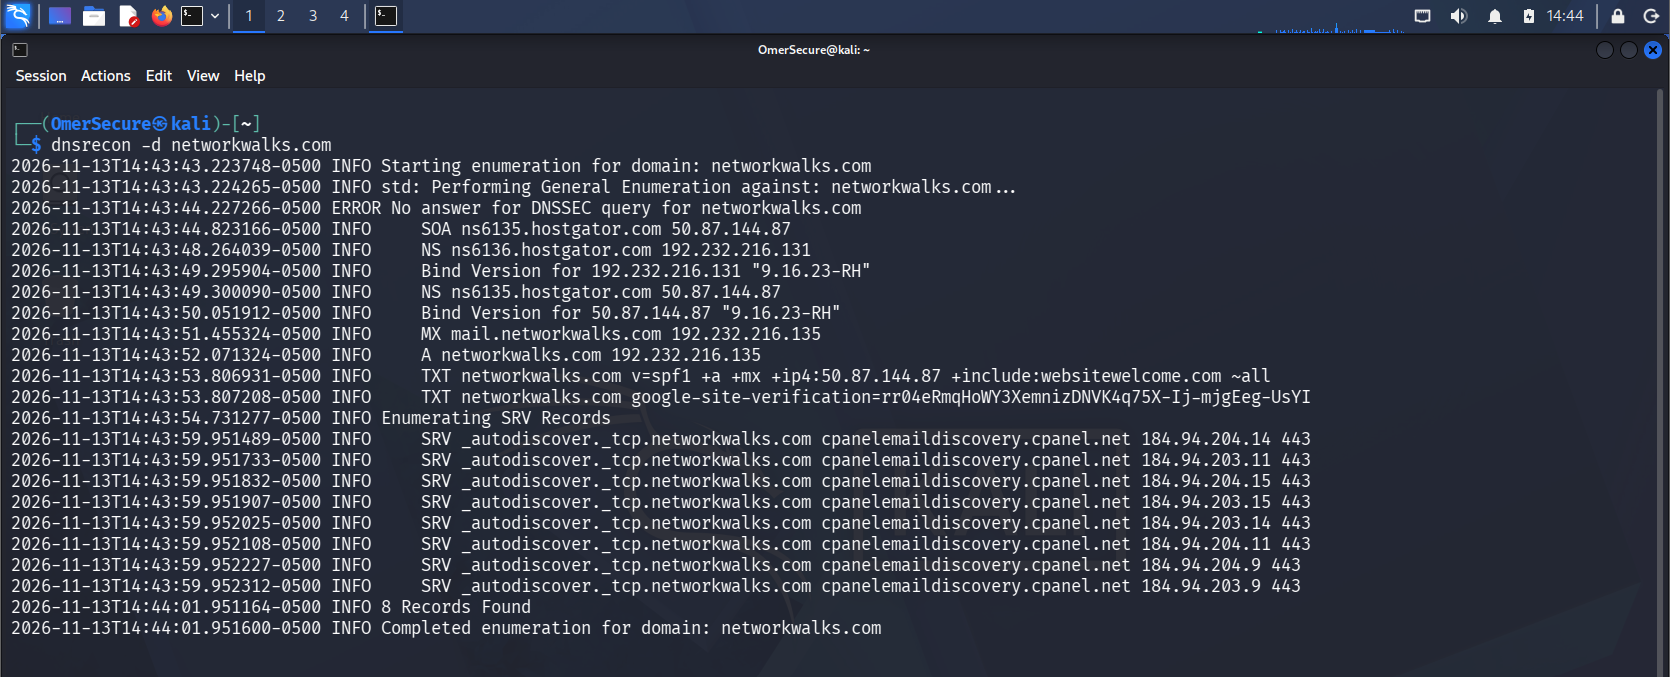 1 2 3 4 14:44
OmerSecure@kali: ~
Session Actions Edit View Help
┌──(OmerSecure㉿kali)-[~]
└─$ dnsrecon -d networkwalks.com
2026-11-13T14:43:43.223748-0500 INFO Starting enumeration for domain: networkwalks.com
2026-11-13T14:43:43.224265-0500 INFO std: Performing General Enumeration against: networkwalks.com...
2026-11-13T14:43:44.227266-0500 ERROR No answer for DNSSEC query for networkwalks.com
2026-11-13T14:43:44.823166-0500 INFO SOA ns6135.hostgator.com 50.87.144.87
2026-11-13T14:43:48.264039-0500 INFO NS ns6136.hostgator.com 192.232.216.131
2026-11-13T14:43:49.295904-0500 INFO Bind Version for 192.232.216.131 "9.16.23-RH"
2026-11-13T14:43:49.300090-0500 INFO NS ns6135.hostgator.com 50.87.144.87
2026-11-13T14:43:50.051912-0500 INFO Bind Version for 50.87.144.87 "9.16.23-RH"
2026-11-13T14:43:51.455324-0500 INFO MX mail.networkwalks.com 192.232.216.135
2026-11-13T14:43:52.071324-0500 INFO A networkwalks.com 192.232.216.135
2026-11-13T14:43:53.806931-0500 INFO TXT networkwalks.com v=spf1 +a +mx +ip4:50.87.144.87 +include:websitewelcome.com ~all
2026-11-13T14:43:53.807208-0500 INFO TXT networkwalks.com google-site-verification=rr04eRmqHoWY3XemnizDNVK4q75X-Ij-mjgEeg-UsYI
2026-11-13T14:43:54.731277-0500 INFO Enumerating SRV Records
2026-11-13T14:43:59.951489-0500 INFO SRV _autodiscover._tcp.networkwalks.com cpanelemaildiscovery.cpanel.net 184.94.204.14 443
2026-11-13T14:43:59.951733-0500 INFO SRV _autodiscover._tcp.networkwalks.com cpanelemaildiscovery.cpanel.net 184.94.203.11 443
2026-11-13T14:43:59.951832-0500 INFO SRV _autodiscover._tcp.networkwalks.com cpanelemaildiscovery.cpanel.net 184.94.204.15 443
2026-11-13T14:43:59.951907-0500 INFO SRV _autodiscover._tcp.networkwalks.com cpanelemaildiscovery.cpanel.net 184.94.203.15 443
2026-11-13T14:43:59.952025-0500 INFO SRV _autodiscover._tcp.networkwalks.com cpanelemaildiscovery.cpanel.net 184.94.203.14 443
2026-11-13T14:43:59.952108-0500 INFO SRV _autodiscover._tcp.networkwalks.com cpanelemaildiscovery.cpanel.net 184.94.204.11 443
2026-11-13T14:43:59.952227-0500 INFO SRV _autodiscover._tcp.networkwalks.com cpanelemaildiscovery.cpanel.net 184.94.204.9 443
2026-11-13T14:43:59.952312-0500 INFO SRV _autodiscover._tcp.networkwalks.com cpanelemaildiscovery.cpanel.net 184.94.203.9 443
2026-11-13T14:44:01.951164-0500 INFO 8 Records Found
2026-11-13T14:44:01.951600-0500 INFO Completed enumeration for domain: networkwalks.com